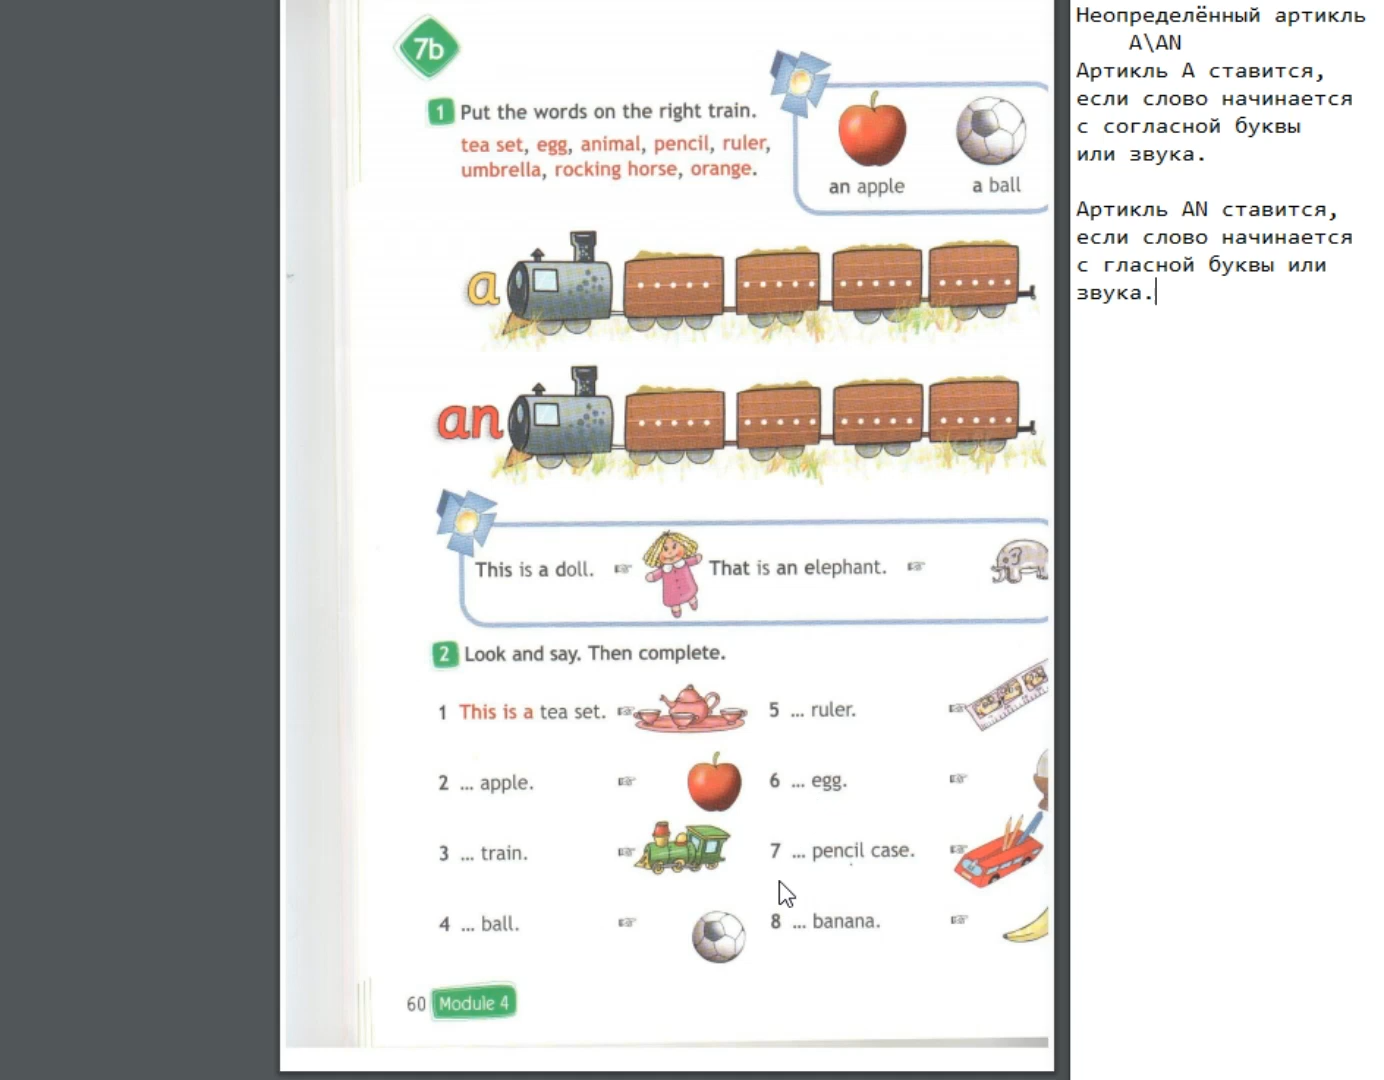 7b
1 Put the words on the right train.
tea set, egg, animal, pencil, ruler,
umbrella, rocking horse, orange.
an apple
a ball
a
an
This is a doll.
That is an elephant.
2 Look and say. Then complete.
1 This is a tea set.
2 ... apple.
3 ... train.
4 ... ball.
5 ... ruler.
6 ... egg.
7 ... pencil case.
8 ... banana.
60 Module 4
Неопределённый артикль
A\AN
Артикль А ставится,
если слово начинается
с согласной буквы
или звука.
Артикль AN ставится,
если слово начинается
с гласной буквы или
звука.